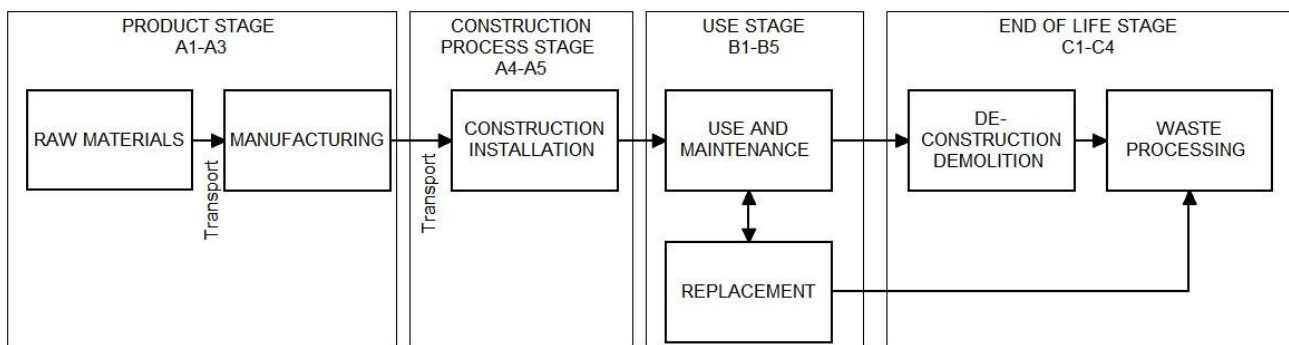 PRODUCT STAGE
A1-A3
RAW MATERIALS
Transport
MANUFACTURING
CONSTRUCTION
PROCESS STAGE
A4-A5
Transport
CONSTRUCTION
INSTALLATION
USE STAGE
B1-B5
USE AND
MAINTENANCE
REPLACEMENT
END OF LIFE STAGE
C1-C4
DE-
CONSTRUCTION
DEMOLITION
WASTE
PROCESSING